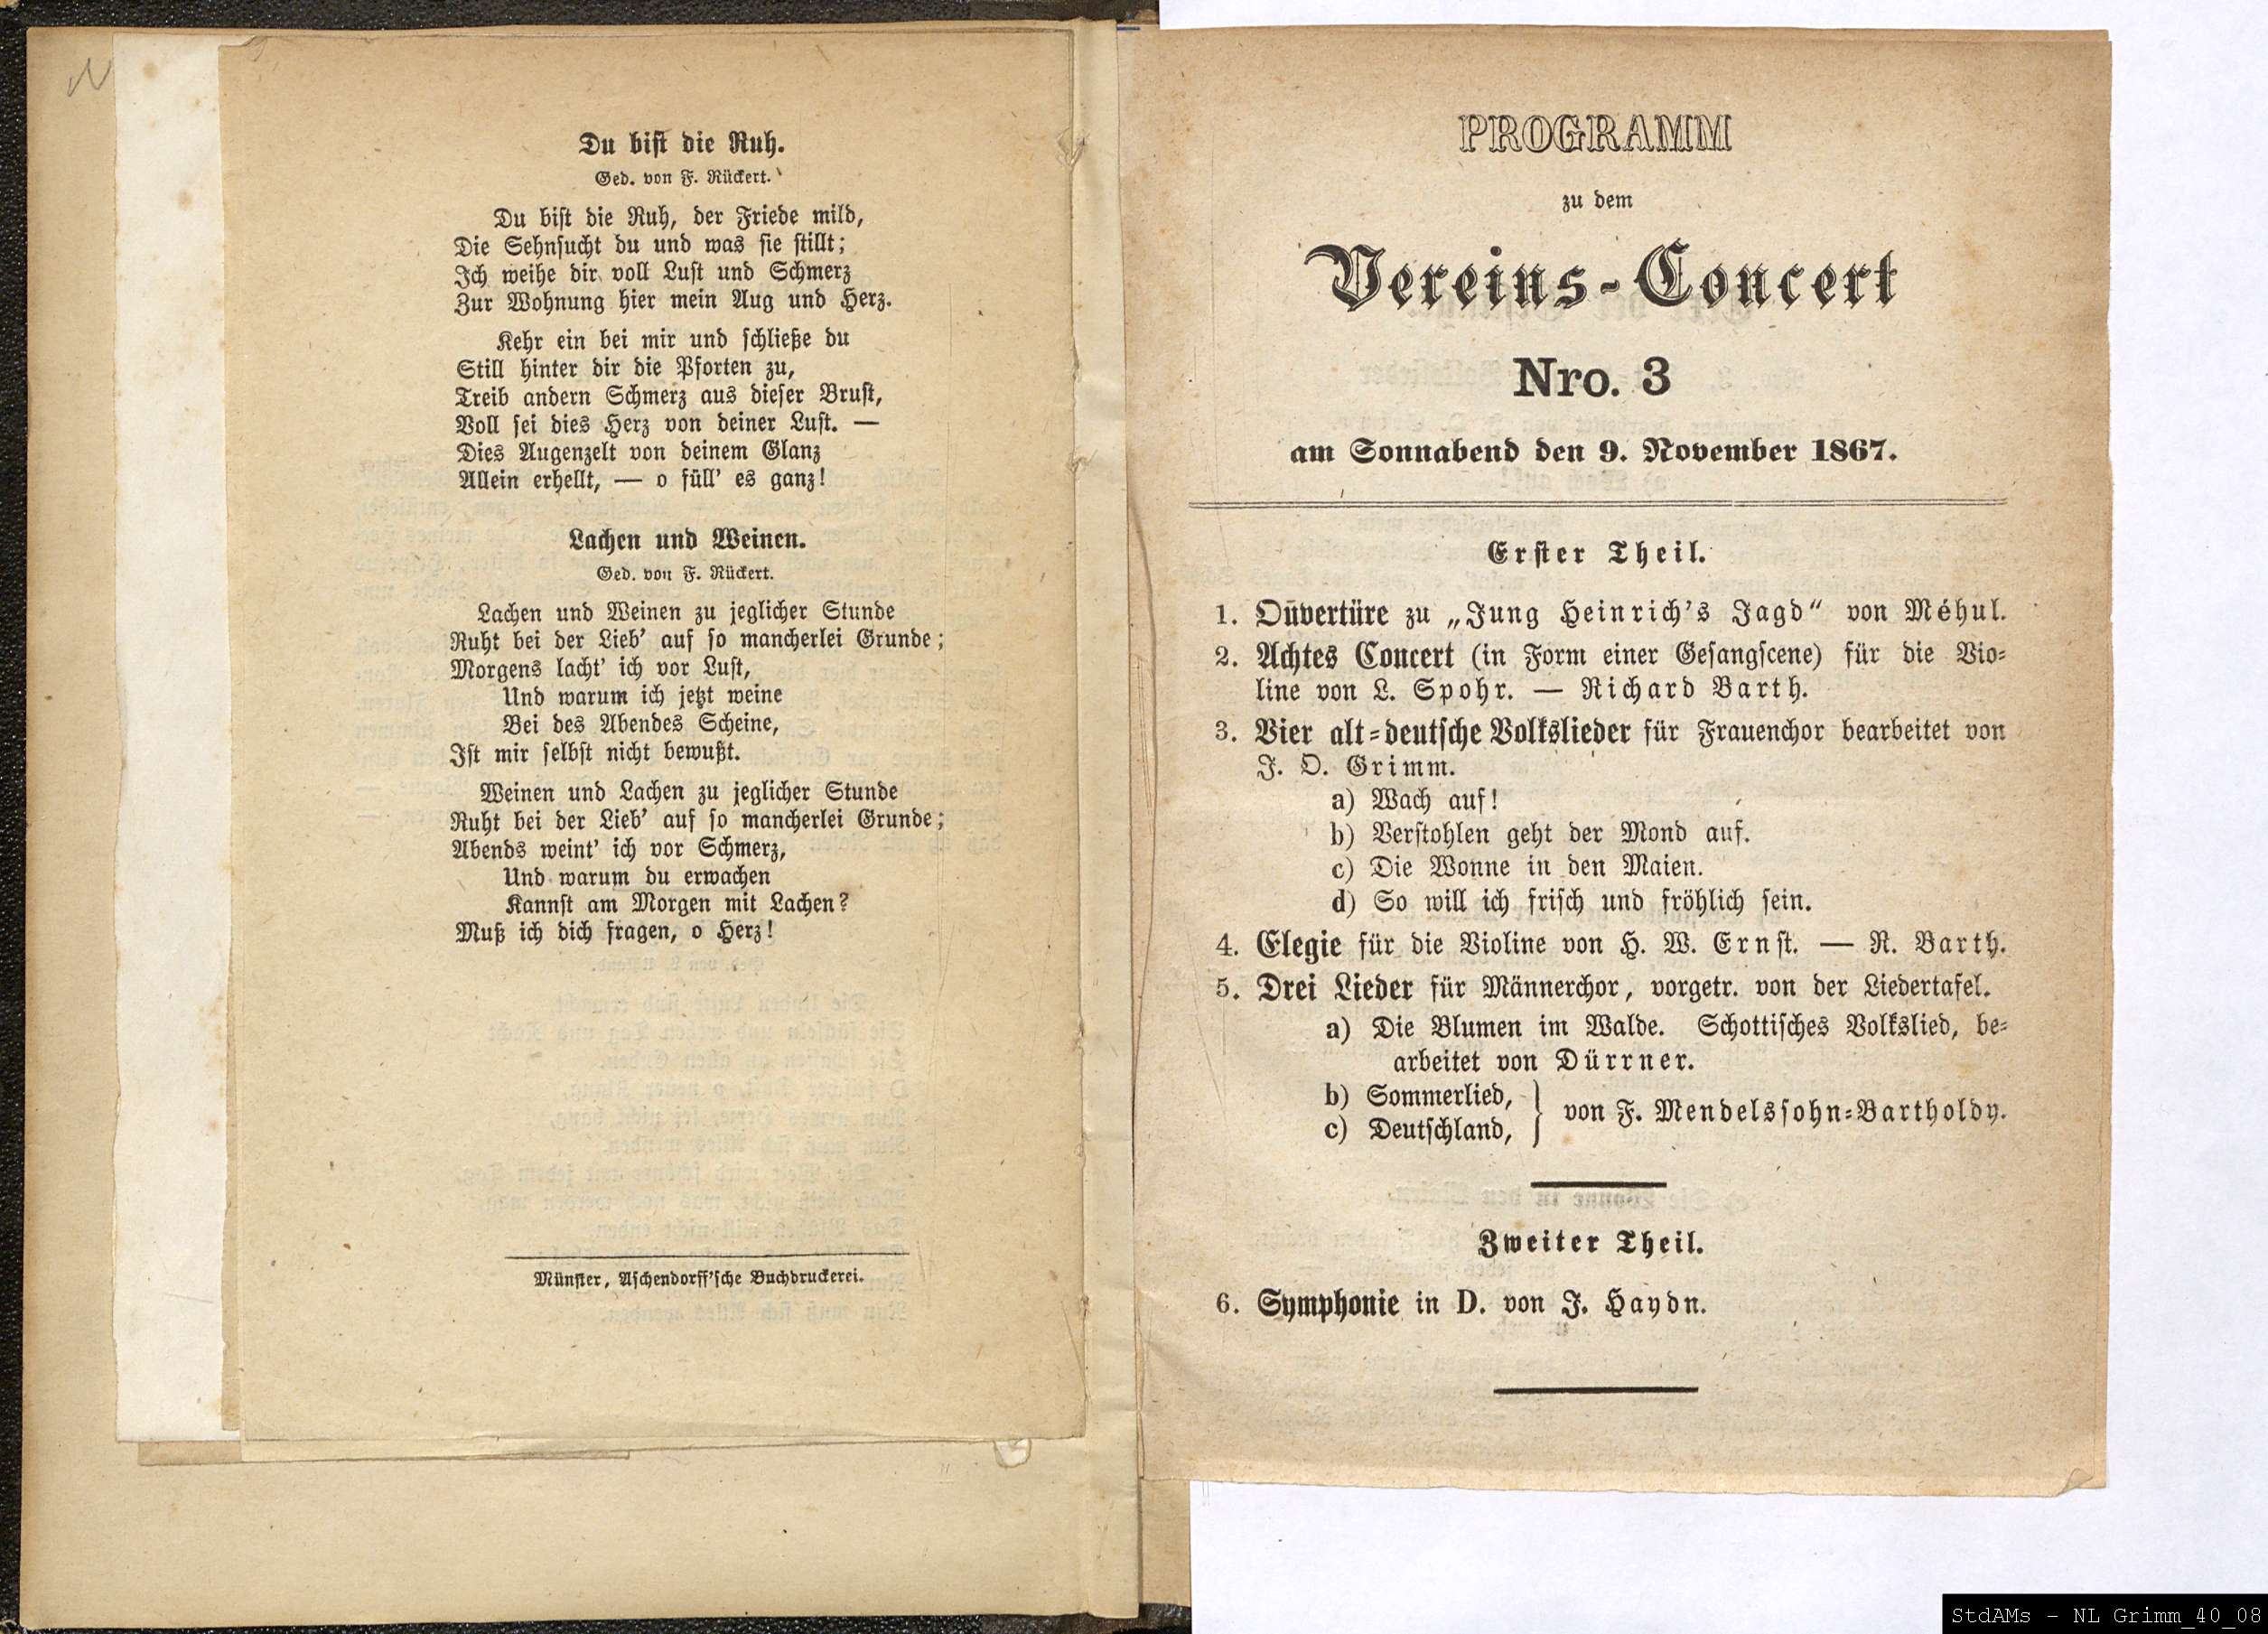 Du bist die Ruh.
Ged. von F. Rückert.
Du bist die Ruh, der Friede mild,
Die Sehnsucht du und was sie stillt;
Ich weihe dir voll Lust und Schmerz
Zur Wohnung hier mein Aug und Herz.
Kehr ein bei mir und schließe du
Still hinter dir die Pforten zu,
Treib andern Schmerz aus dieser Brust,
Voll sei dies Herz von deiner Lust. —
Dies Augenzelt von deinem Glanz
Allein erhellt, — o füll' es ganz!
Lachen und Weinen.
Ged. von F. Rückert.
Lachen und Weinen zu jeglicher Stunde
Ruht bei der Lieb' auf so mancherlei Grunde;
Morgens lacht' ich vor Lust,
Und warum ich jetzt weine
Bei des Abendes Scheine,
Ist mir selbst nicht bewußt.
Weinen und Lachen zu jeglicher Stunde
Ruht bei der Lieb' auf so mancherlei Grunde;
Abends weint' ich vor Schmerz,
Und warum du erwachen
Kannst am Morgen mit Lachen?
Muß ich dich fragen, o Herz!
Münster, Aschendorff'sche Buchdruckerei.
PROGRAMM
zu dem
Vereins-Concert
Nro. 3
am Sonnabend den 9. November 1867.
Erster Theil.
1. Ouvertüre zu „Jung Heinrich's Jagd“ von Méhul.
2. Achtes Concert (in Form einer Gesangscene) für die Vio-
line von L. Spohr. — Richard Barth.
3. Vier alt-deutsche Volkslieder für Frauenchor bearbeitet von
J. O. Grimm.
a) Wach auf!
b) Verstohlen geht der Mond auf.
c) Die Wonne in den Maien.
d) So will ich frisch und fröhlich sein.
4. Elegie für die Violine von H. W. Ernst. — R. Barth.
5. Drei Lieder für Männerchor, vorgetr. von der Liedertafel.
a) Die Blumen im Walde. Schottisches Volkslied, be-
arbeitet von Dürrner.
b) Sommerlied,
c) Deutschland, } von F. Mendelssohn-Bartholdy.
Zweiter Theil.
6. Symphonie in D. von J. Haydn.
StdAMs - NL Grimm_40_08